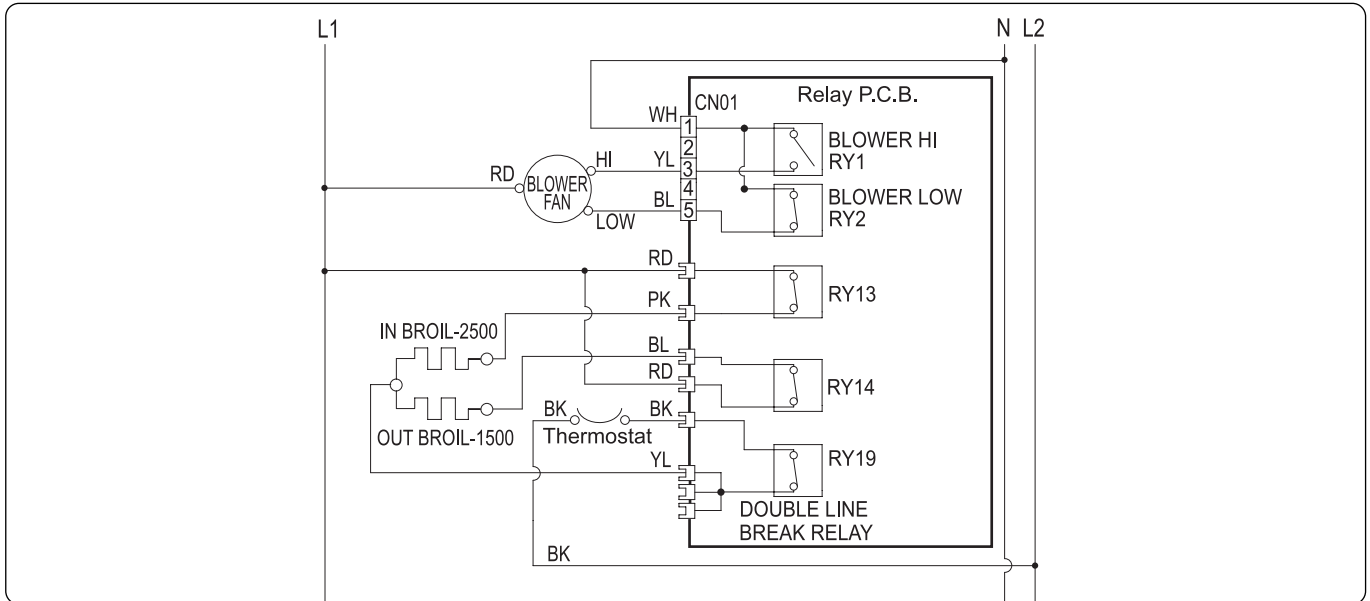 L1
N L2
Relay P.C.B.
CN01
WH
1
BLOWER HI
RY1
2
HI
YL
3
RD
BLOWER
FAN
4
BLOWER LOW
RY2
BL
5
LOW
RD
RY13
PK
IN BROIL-2500
BL
RD
RY14
BK
BK
OUT BROIL-1500
Thermostat
RY19
YL
DOUBLE LINE
BREAK RELAY
BK